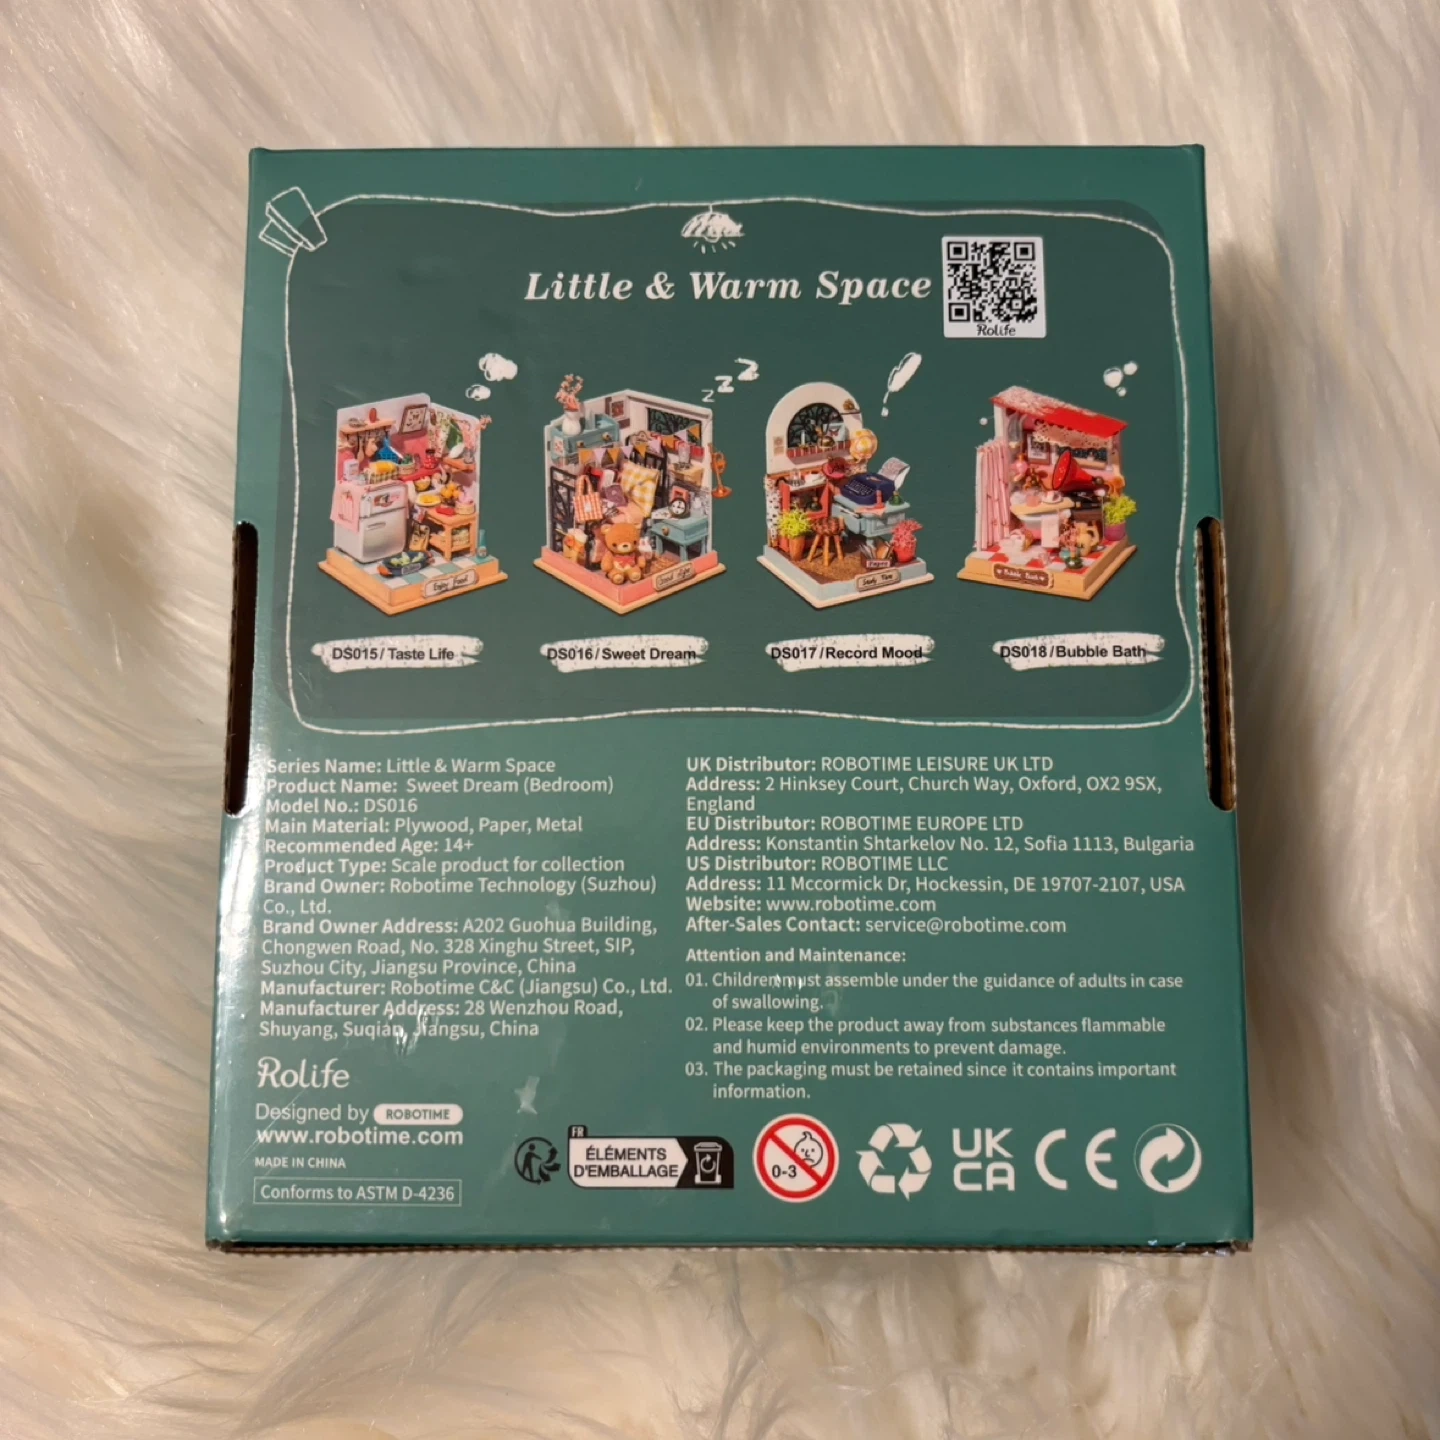 Little & Warm Space
Rolife
DS015/Taste Life
DS016/Sweet Dream
DS017/Record Mood
DS018/Bubble Bath
Series Name: Little & Warm Space
Product Name: Sweet Dream (Bedroom)
Model No.: DS016
Main Material: Plywood, Paper, Metal
Recommended Age: 14+
Product Type: Scale product for collection
Brand Owner: Robotime Technology (Suzhou)
Co., Ltd.
Brand Owner Address: A202 Guohua Building,
Chongwen Road, No. 328 Xinghu Street, SIP,
Suzhou City, Jiangsu Province, China
Manufacturer: Robotime C&C (Jiangsu) Co., Ltd.
Manufacturer Address: 28 Wenzhou Road,
Shuyang, Suqian, Jiangsu, China
Rolife
Designed by ROBOTIME
www.robotime.com
MADE IN CHINA
Conforms to ASTM D-4236
UK Distributor: ROBOTIME LEISURE UK LTD
Address: 2 Hinksey Court, Church Way, Oxford, OX2 9SX,
England
EU Distributor: ROBOTIME EUROPE LTD
Address: Konstantin Shtarkelov No. 12, Sofia 1113, Bulgaria
US Distributor: ROBOTIME LLC
Address: 11 Mccormick Dr, Hockessin, DE 19707-2107, USA
Website: www.robotime.com
After-Sales Contact: service@robotime.com
Attention and Maintenance:
01. Children must assemble under the guidance of adults in case
of swallowing.
02. Please keep the product away from substances flammable
and humid environments to prevent damage.
03. The packaging must be retained since it contains important
information.
FR
ÉLÉMENTS
D'EMBALLAGE
0-3
UK
CA
CE